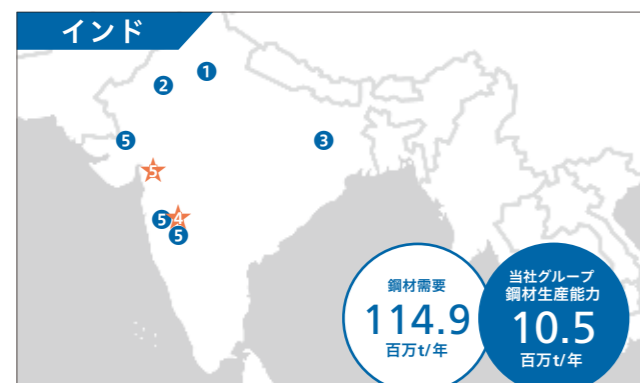 インド
1
2
3
5
5
4
5
5
鋼材需要
114.9
百万t/年
当社グループ
鋼材生産能力
10.5
百万t/年